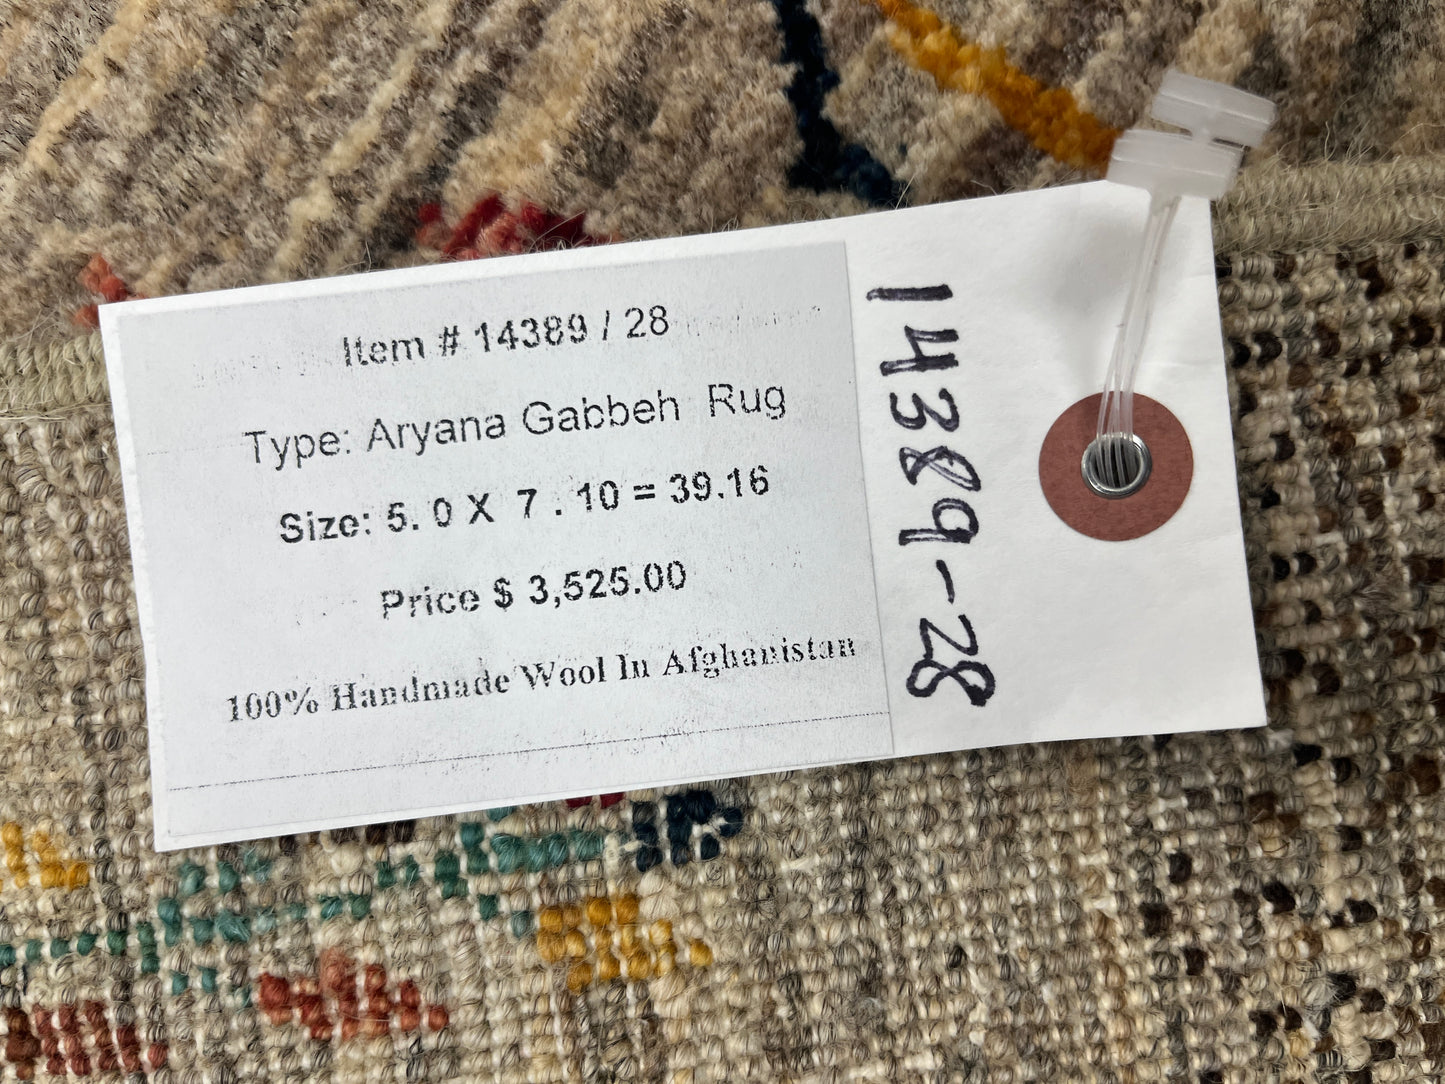 Item # 14389 / 28
Type: Aryana Gabbeh Rug
Size: 5. 0 X 7 . 10 = 39.16
Price $ 3,525.00
100% Handmade Wool In Afghanistan
14389-28